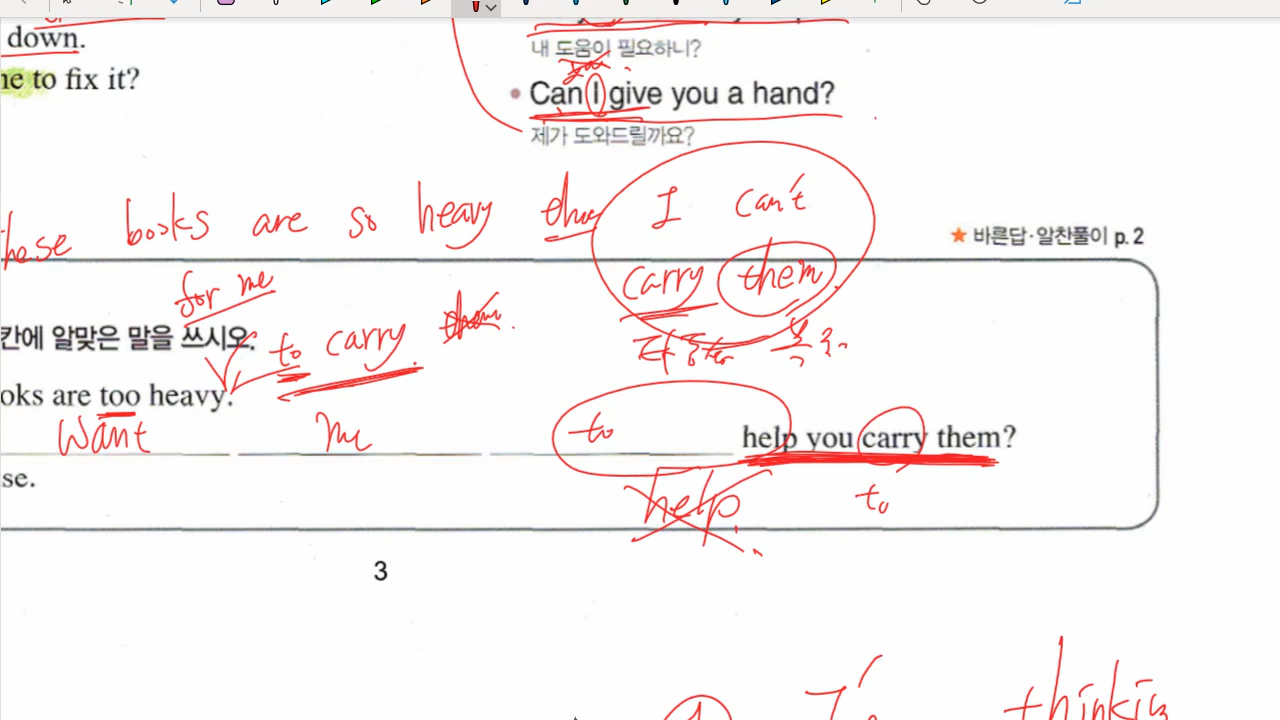 down.
me to fix it?
내 도움이 필요하니?
Can I give you a hand?
제가 도와드릴까요?
these books are so heavy that I can't
carry them.
★ 바른답·알찬풀이 p. 2
for me
칸에 알맞은 말을 쓰시오.
to carry them.
oks are too heavy.
want me to help you carry them?
se.
help.
to
3
thinkin